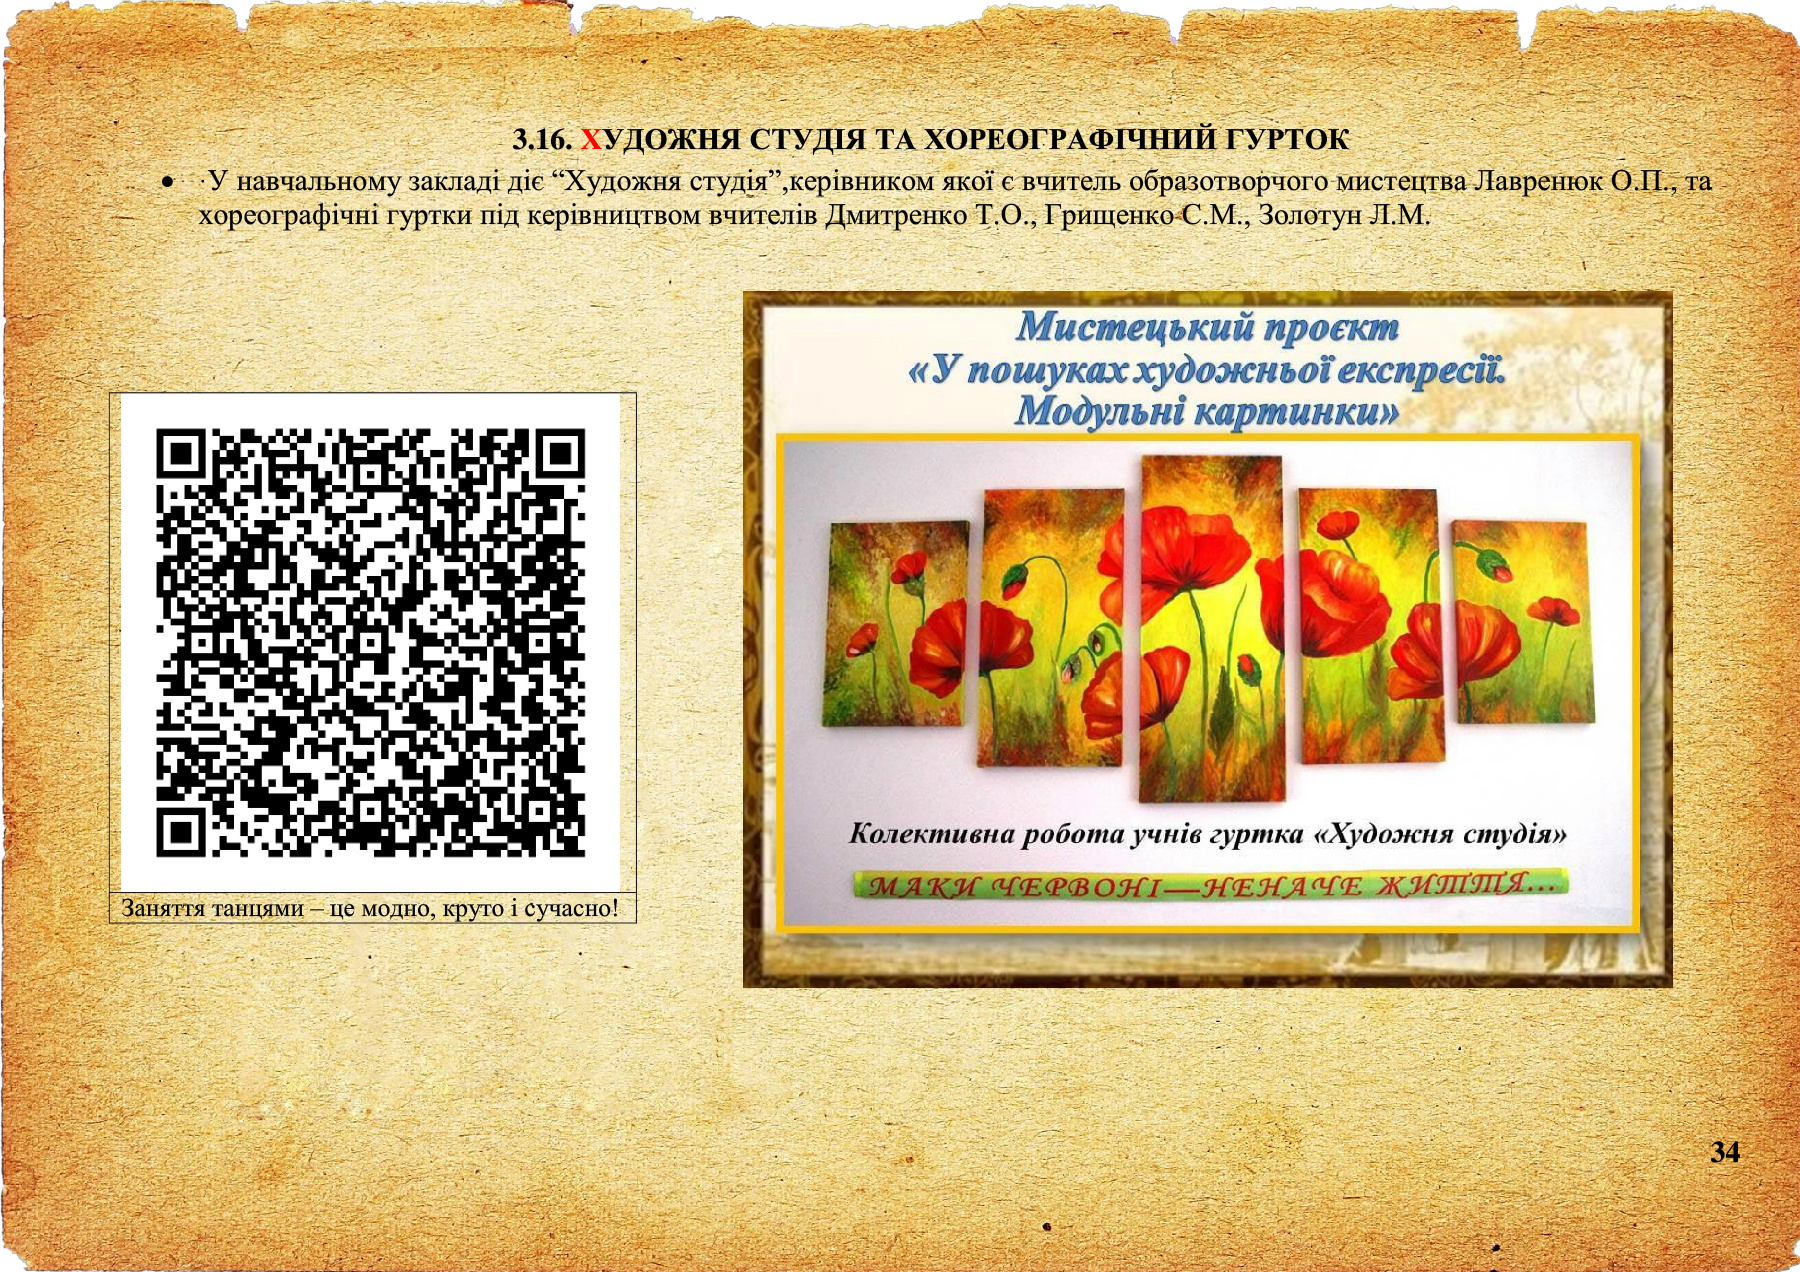 3.16. ХУДОЖНЯ СТУДІЯ ТА ХОРЕОГРАФІЧНИЙ ГУРТОК
• ·У навчальному закладі діє “Художня студія”,керівником якої є вчитель образотворчого мистецтва Лавренюк О.П., та
хореографічні гуртки під керівництвом вчителів Дмитренко Т.О., Грищенко С.М., Золотун Л.М.
Мистецький проєкт
«У пошуках художньої експресії.
Модульні картинки»
Колективна робота учнів гуртка «Художня студія»
МАКИ ЧЕРВОНІ—НЕНАЧЕ ЖИТТЯ...
Заняття танцями – це модно, круто і сучасно!
34